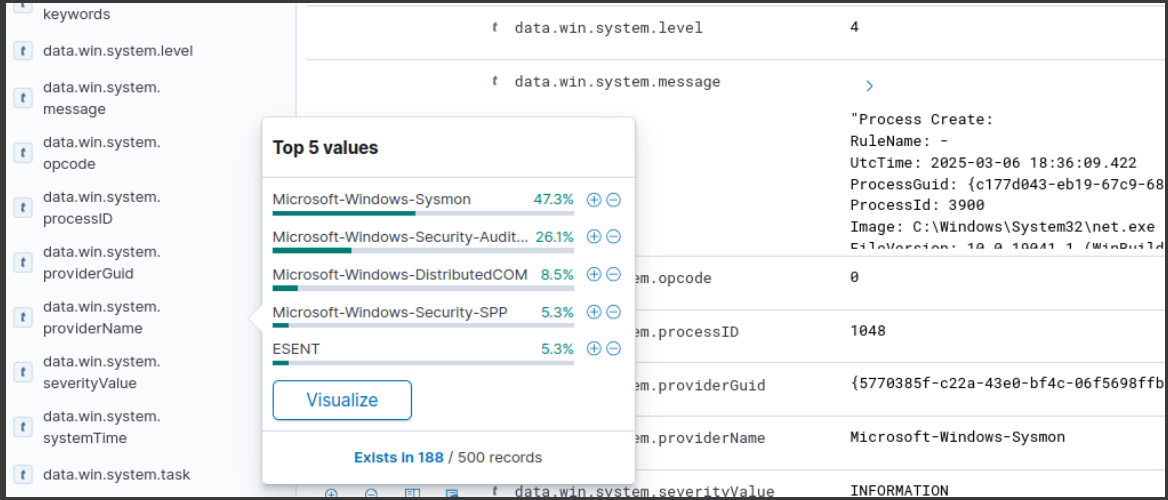 keywords
t data.win.system.level
t data.win.system.
message
t data.win.system.
opcode
t data.win.system.
processID
t data.win.system.
providerGuid
t data.win.system.
providerName
t data.win.system.
severityValue
t data.win.system.
systemTime
t data.win.system.task
Top 5 values
Microsoft-Windows-Sysmon 47.3%
Microsoft-Windows-Security-Audit... 26.1%
Microsoft-Windows-DistributedCOM 8.5%
Microsoft-Windows-Security-SPP 5.3%
ESENT 5.3%
Visualize
Exists in 188 / 500 records
t data.win.system.level 4
t data.win.system.message
"Process Create:
RuleName: -
UtcTime: 2025-03-06 18:36:09.422
ProcessGuid: {c177d043-eb19-67c9-68
ProcessId: 3900
Image: C:\Windows\System32\net.exe
FileVersion: 10.0.19041.1 (WinBuild
em.opcode 0
em.processID 1048
em.providerGuid {5770385f-c22a-43e0-bf4c-06f5698ffb
em.providerName Microsoft-Windows-Sysmon
t data.win.system.severityValue INFORMATION